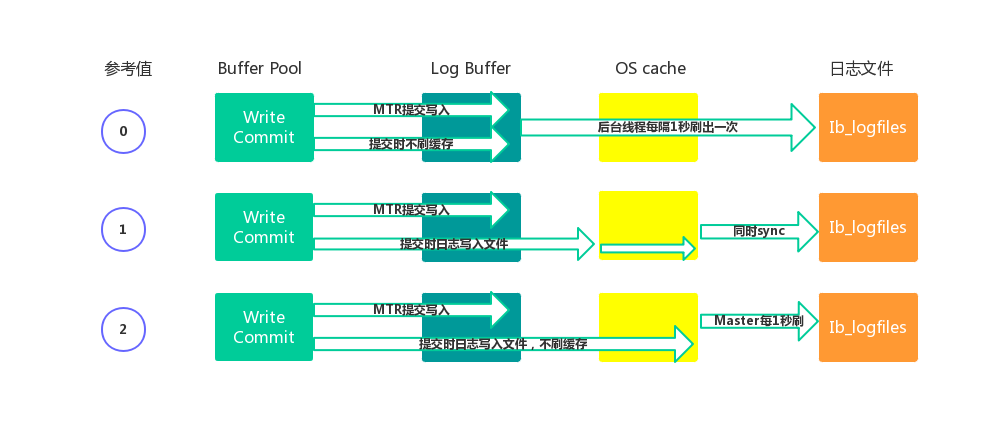 参考值 Buffer Pool Log Buffer OS cache 日志文件
0
Write
Commit
MTR提交写入
提交时不刷缓存
后台线程每隔1秒刷出一次
Ib_logfiles
1
Write
Commit
MTR提交写入
提交时日志写入文件
同时sync
Ib_logfiles
2
Write
Commit
MTR提交写入
提交时日志写入文件，不刷缓存
Master每1秒刷
Ib_logfiles